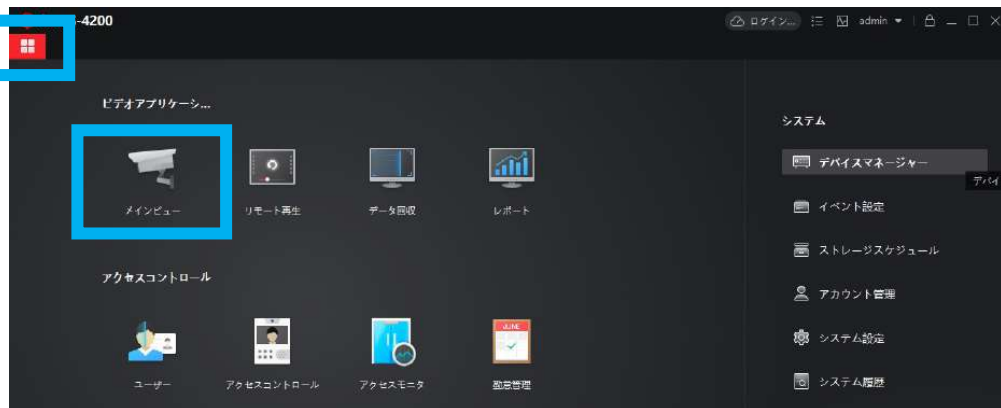 -4200
ログイン...
admin
ビデオアプリケーシ...
メインビュー
リモート再生
データ回収
レポート
アクセスコントロール
JUNE
ユーザー
アクセスコントロール
アクセスモニタ
勤怠管理
システム
デバイスマネージャー
デバイ
イベント設定
ストレージスケジュール
アカウント管理
システム設定
システム履歴